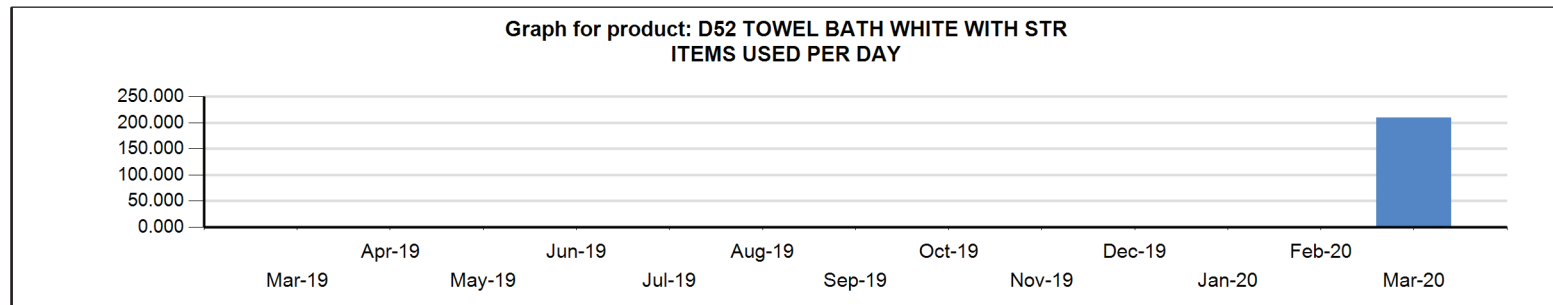 Graph for product: D52 TOWEL BATH WHITE WITH STR
ITEMS USED PER DAY
250.000
200.000
150.000
100.000
50.000
0.000
Apr-19 Jun-19 Aug-19 Oct-19 Dec-19 Feb-20
Mar-19 May-19 Jul-19 Sep-19 Nov-19 Jan-20 Mar-20